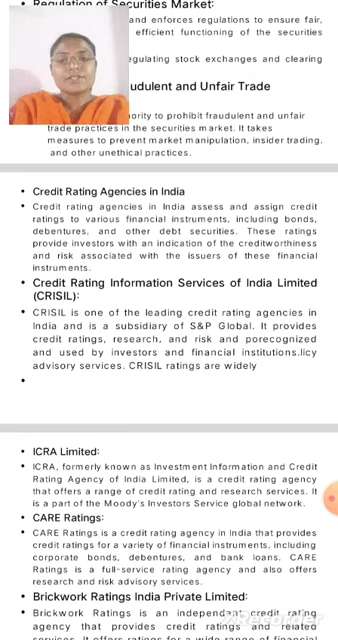 Regulation of Securities Market:
and enforces regulations to ensure fair,
efficient functioning of the securities
egulating stock exchanges and clearing
udulent and Unfair Trade
ority to prohibit fraudulent and unfair
trade practices in the securities market. It takes
measures to prevent market manipulation, insider trading,
and other unethical practices.
• Credit Rating Agencies in India
• Credit rating agencies in India assess and assign credit
ratings to various financial instruments, including bonds,
debentures, and other debt securities. These ratings
provide investors with an indication of the creditworthiness
and risk associated with the issuers of these financial
instruments.
• Credit Rating Information Services of India Limited
(CRISIL):
• CRISIL is one of the leading credit rating agencies in
India and is a subsidiary of S&P Global. It provides
credit ratings, research, and risk and porecognized
and used by investors and financial institutions.licy
advisory services. CRISIL ratings are widely
•
• ICRA Limited:
• ICRA, formerly known as Investment Information and Credit
Rating Agency of India Limited, is a credit rating agency
that offers a range of credit rating and research services. It
is a part of the Moody's Investors Service global network.
• CARE Ratings:
• CARE Ratings is a credit rating agency in India that provides
credit ratings for a variety of financial instruments, including
corporate bonds, debentures, and bank loans. CARE
Ratings is a full-service rating agency and also offers
research and risk advisory services.
• Brickwork Ratings India Private Limited:
• Brickwork Ratings is an independent credit rating
agency that provides credit ratings and related
services. It offers ratings for a wide range of financial